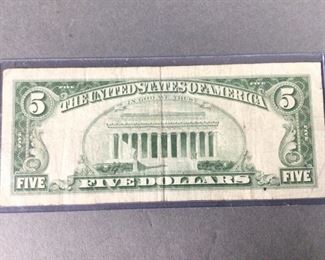 5 THE UNITED STATES OF AMERICA 5
IN GOD WE TRUST
FIVE FIVE DOLLARS FIVE